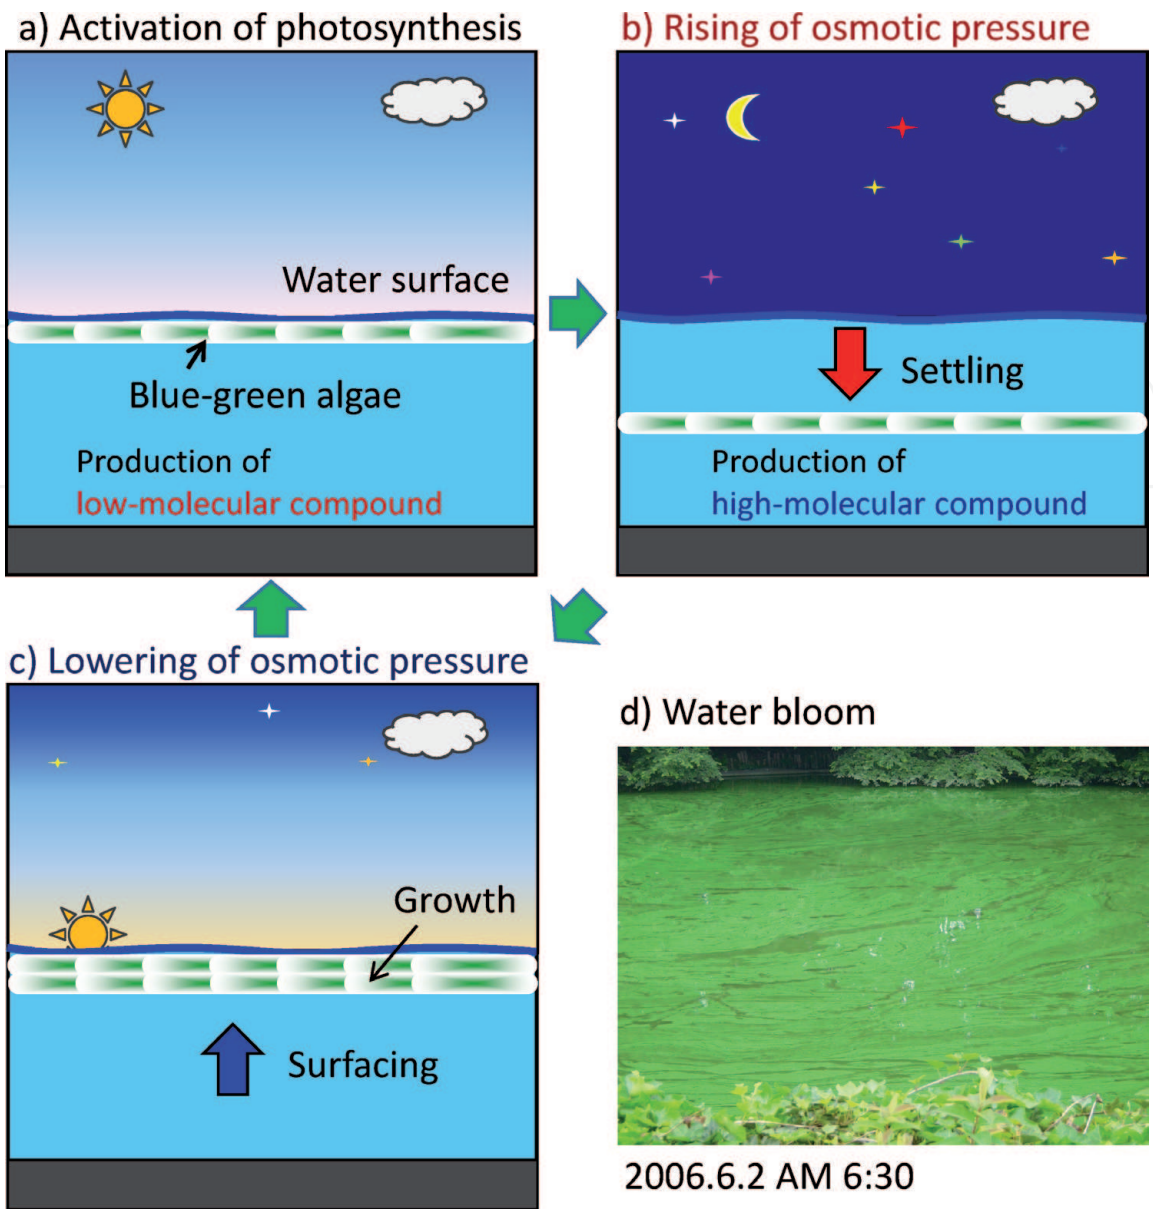 a) Activation of photosynthesis
Water surface
Blue-green algae
Production of
low-molecular compound
b) Rising of osmotic pressure
Settling
Production of
high-molecular compound
c) Lowering of osmotic pressure
Growth
Surfacing
d) Water bloom
2006.6.2 AM 6:30